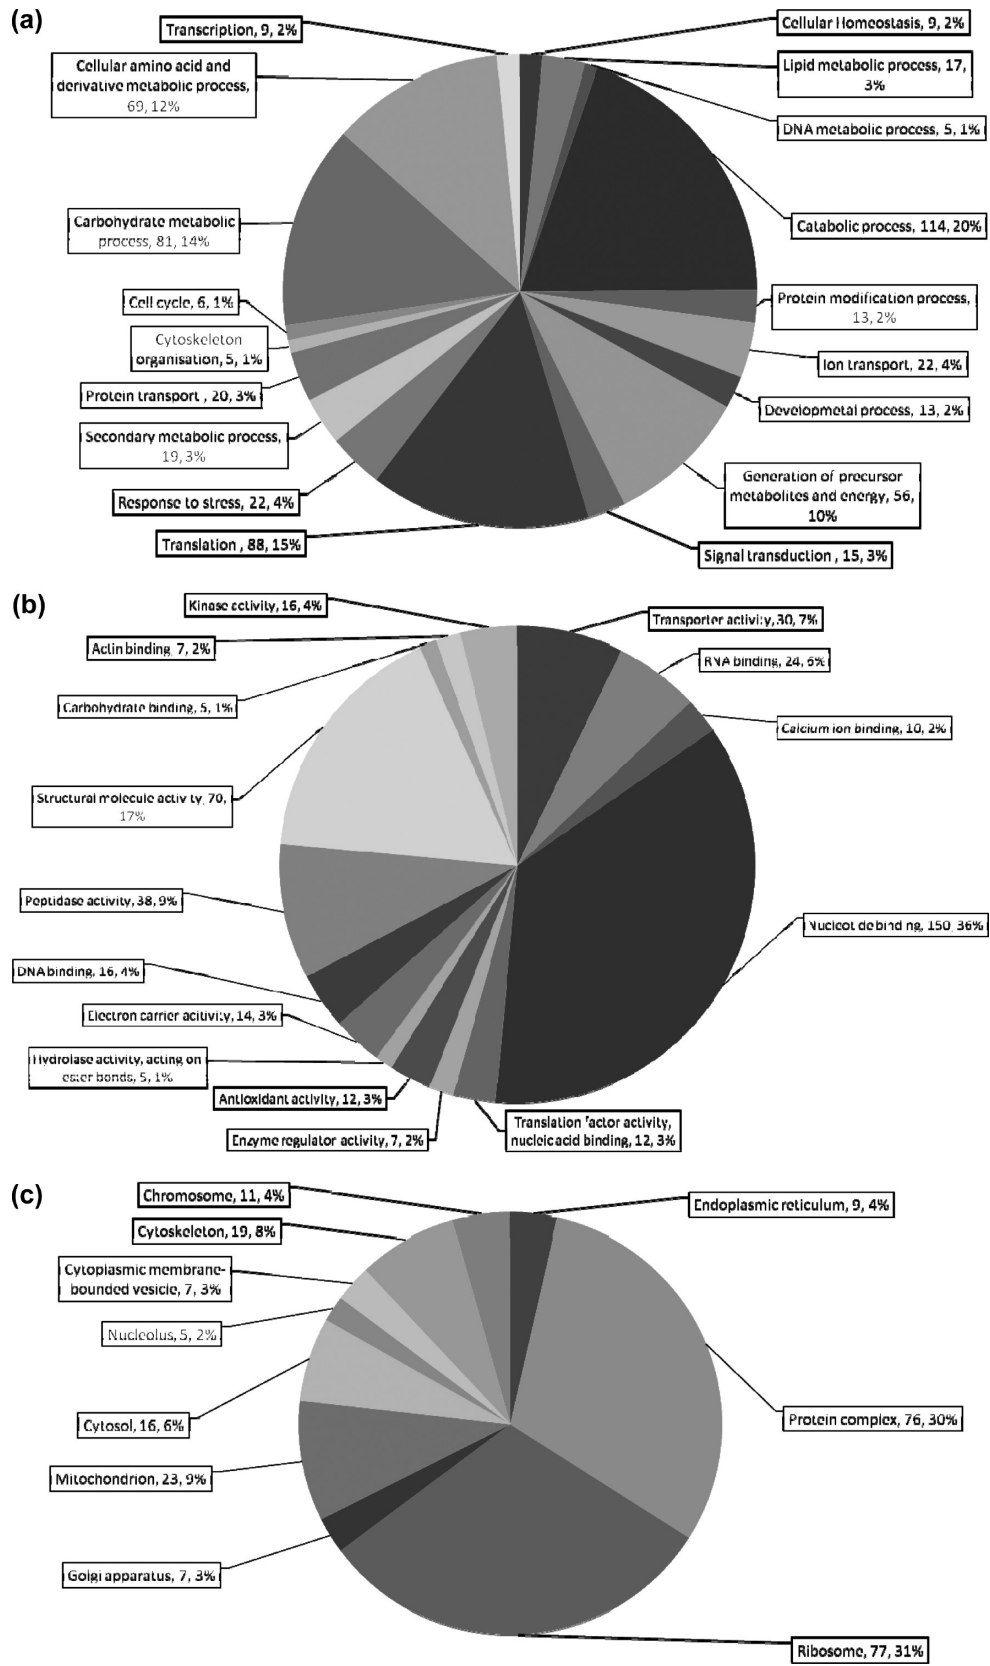 (a)
Transcription, 9, 2%
Cellular Homeostasis, 9, 2%
Cellular amino acid and
derivative metabolic process,
69, 12%
Lipid metabolic process, 17,
3%
DNA metabolic process, 5, 1%
Carbohydrate metabolic
process, 81, 14%
Catabolic process, 114, 20%
Cell cycle, 6, 1%
Protein modification process,
13, 2%
Cytoskeleton
organisation, 5, 1%
Ion transport, 22, 4%
Protein transport , 20, 3%
Developmetal process, 13, 2%
Secondary metabolic process,
19, 3%
Generation of precursor
metabolites and energy, 56,
10%
Response to stress, 22, 4%
Translation , 88, 15%
Signal transduction , 15, 3%
(b)
Kinase activity, 16, 4%
Transporter activity, 30, 7%
Actin binding, 7, 2%
RNA binding, 24, 6%
Carbohydrate binding, 5, 1%
Calcium ion binding, 10, 2%
Structural molecule activ ty, 70,
17%
Peptidase activity, 38, 9%
Nucleot de binding, 150, 36%
DNA binding, 16, 4%
Electron carrier acitivity, 14, 3%
Hydrolase activity, acting on
ester bonds, 5, 1%
Antioxidant activity, 12, 3%
Enzyme regulator activity, 7, 2%
Translation factor activity,
nucleic acid binding, 12, 3%
(c)
Chromosome, 11, 4%
Endoplasmic reticulum, 9, 4%
Cytoskeleton, 19, 8%
Cytoplasmic membrane-
bounded vesicle, 7, 3%
Nucleolus, 5, 2%
Cytosol, 16, 6%
Protein complex, 76, 30%
Mitochondrion, 23, 9%
Golgi apparatus, 7, 3%
Ribosome, 77, 31%